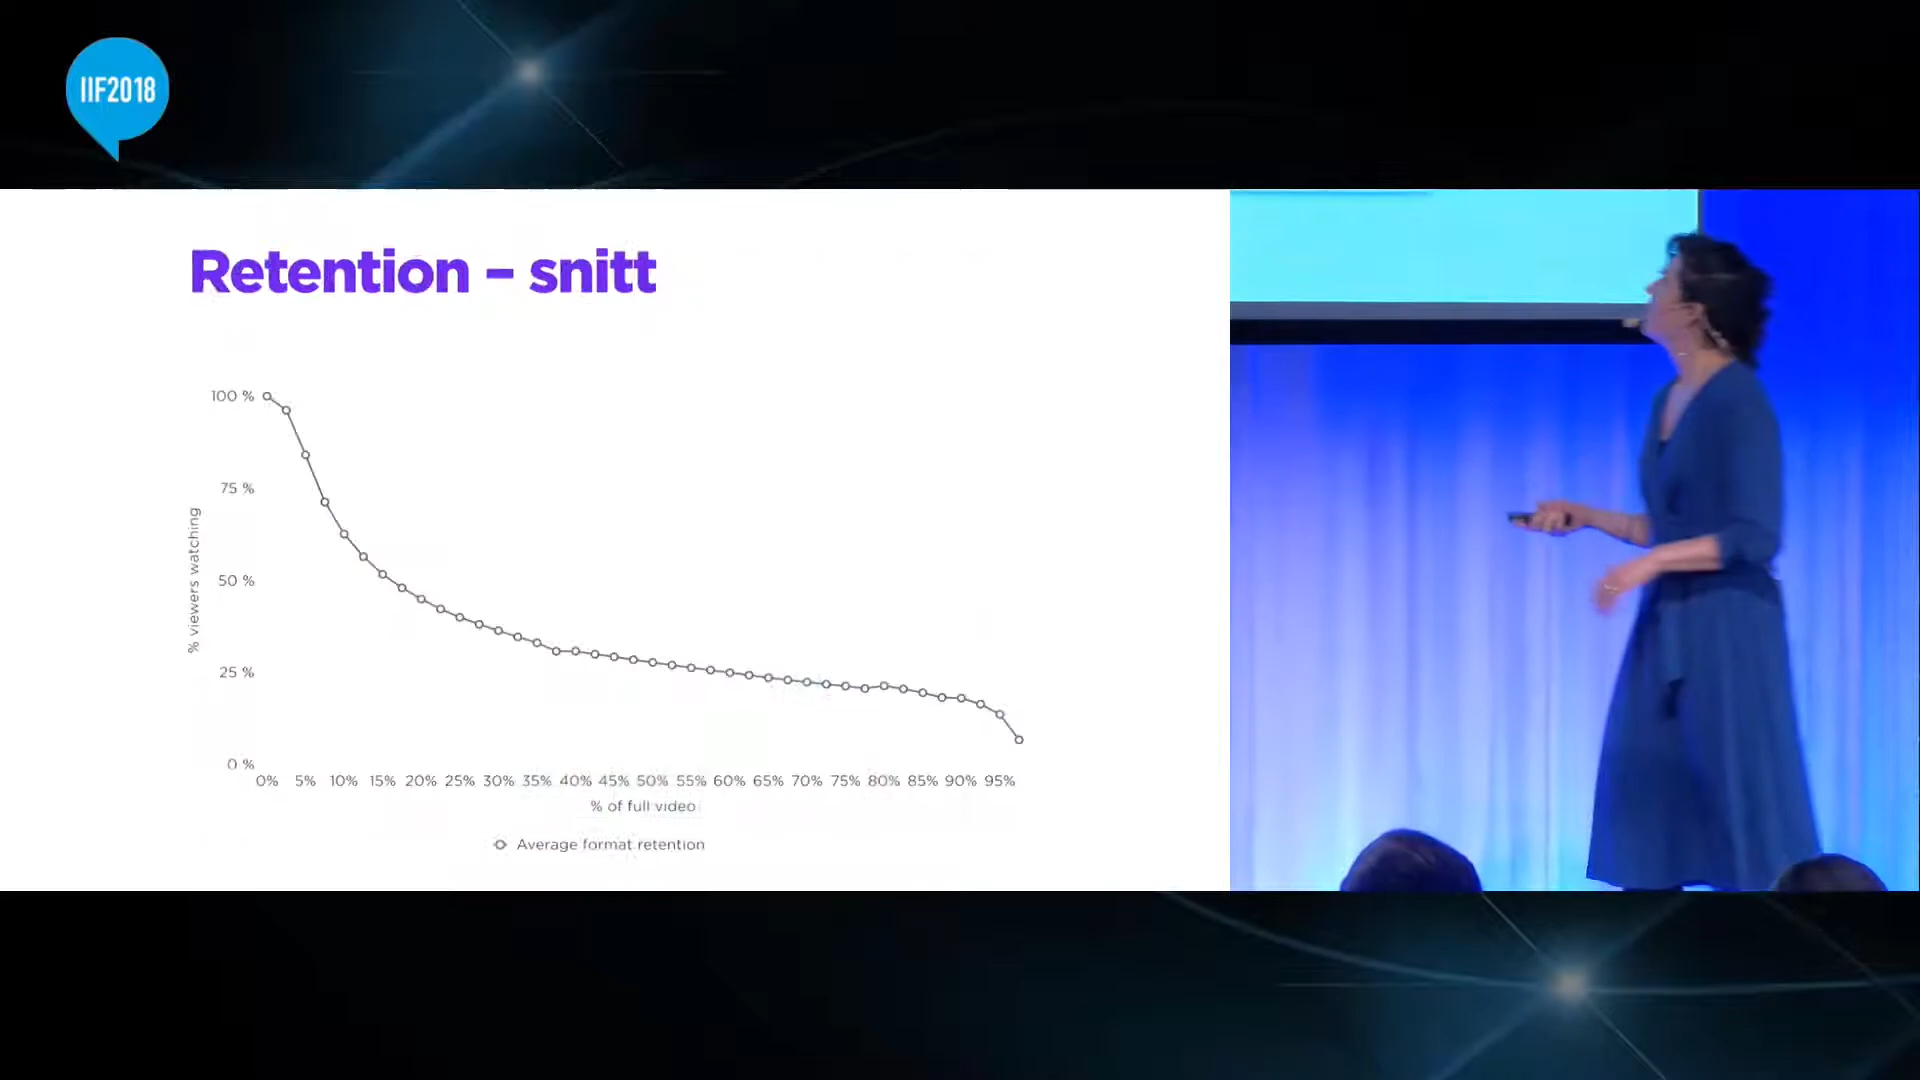 IIF2018
Retention – snitt
100 %
75 %
50 %
25 %
0 %
% viewers watching
0% 5% 10% 15% 20% 25% 30% 35% 40% 45% 50% 55% 60% 65% 70% 75% 80% 85% 90% 95%
% of full video
Average format retention